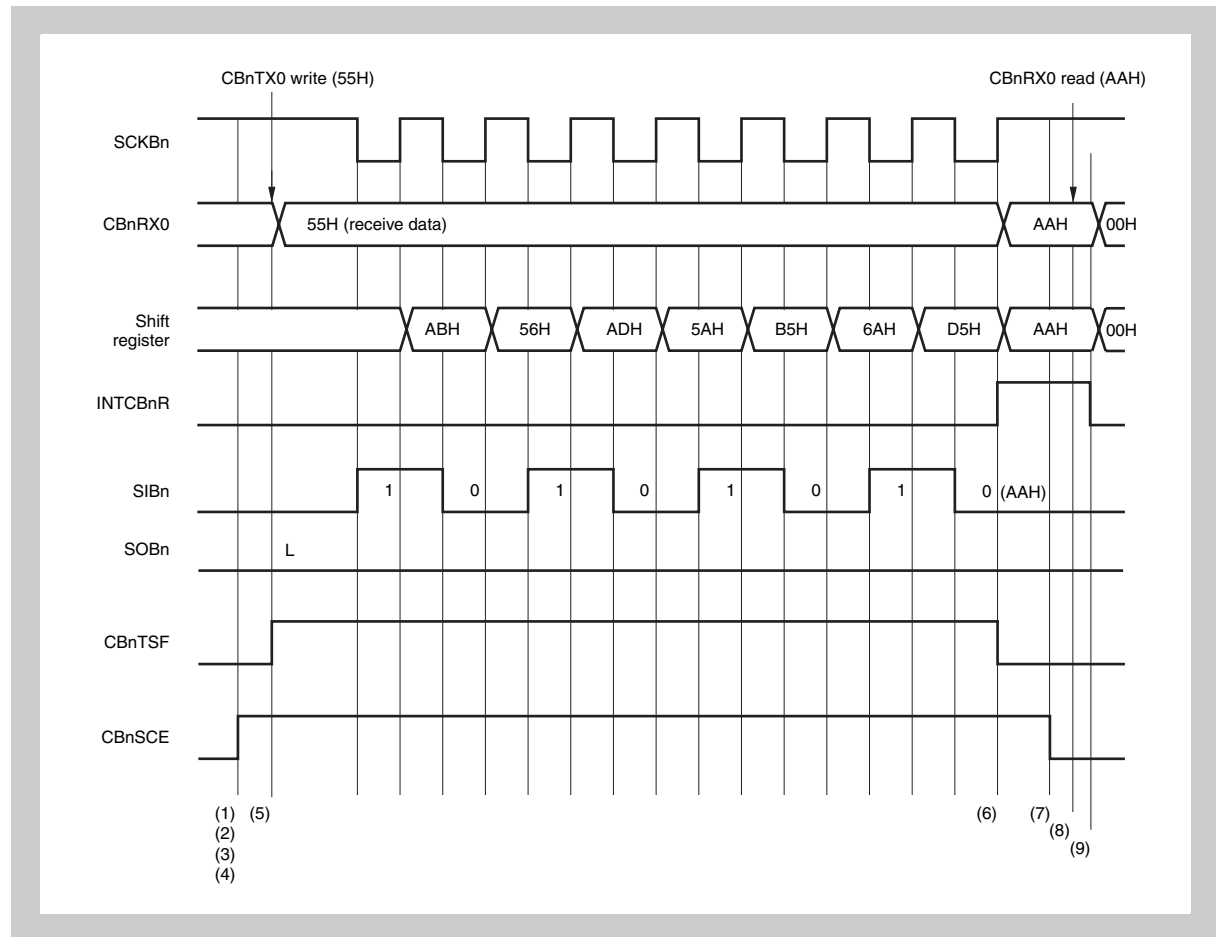 CBnTX0 write (55H)
CBnRX0 read (AAH)
SCKBn
CBnRX0
55H (receive data)
AAH
00H
Shift
register
ABH
56H
ADH
5AH
B5H
6AH
D5H
AAH
00H
INTCBnR
SIBn
1
0
1
0
1
0
1
0 (AAH)
SOBn
L
CBnTSF
CBnSCE
(1)
(2)
(3)
(4)
(5)
(6)
(7)
(8)
(9)